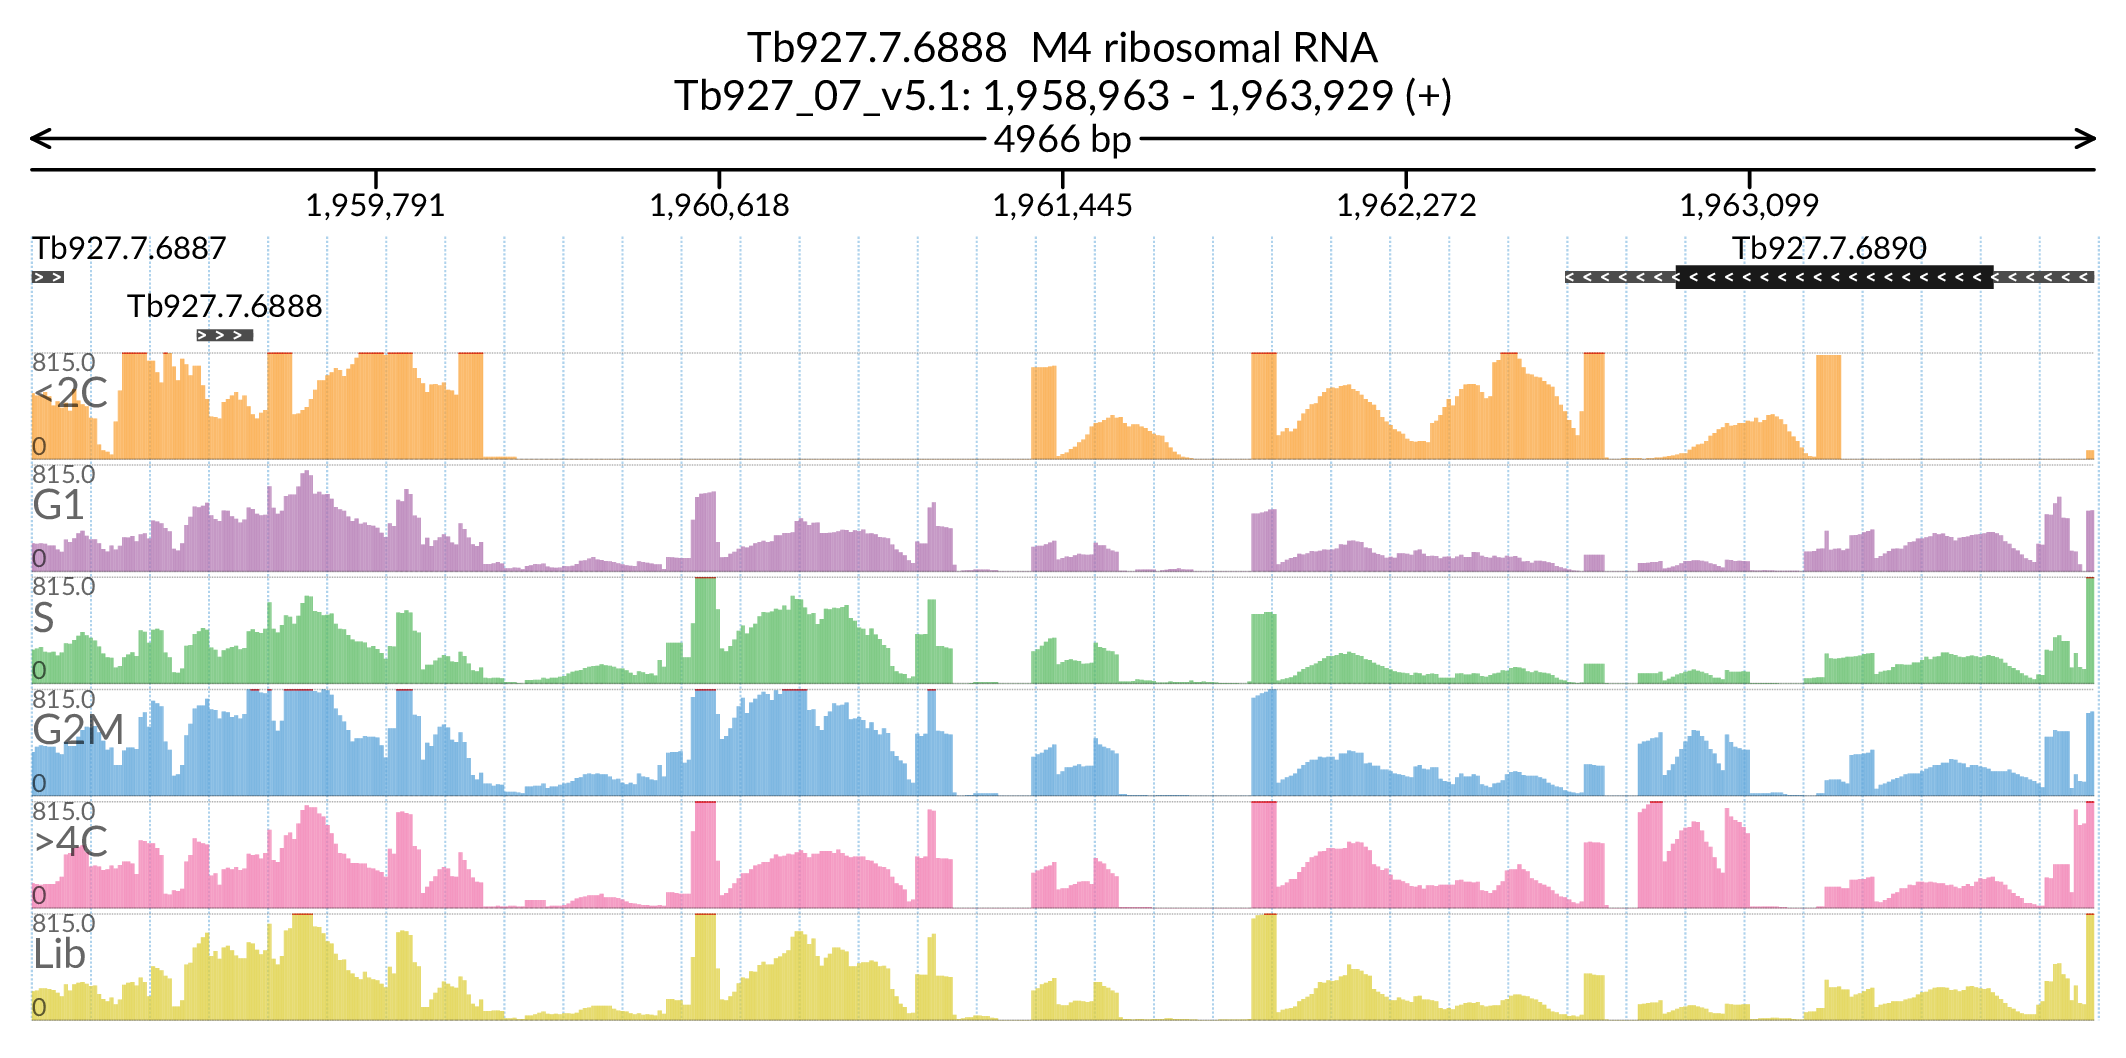 Tb927.7.6888  M4 ribosomal RNA
Tb927_07_v5.1: 1,958,963 - 1,963,929 (+)
4966 bp
1,959,791 1,960,618 1,961,445 1,962,272 1,963,099
Tb927.7.6887 Tb927.7.6890
Tb927.7.6888
815.0
<2C
0
815.0
G1
0
815.0
S
0
815.0
G2M
0
815.0
>4C
0
815.0
Lib
0